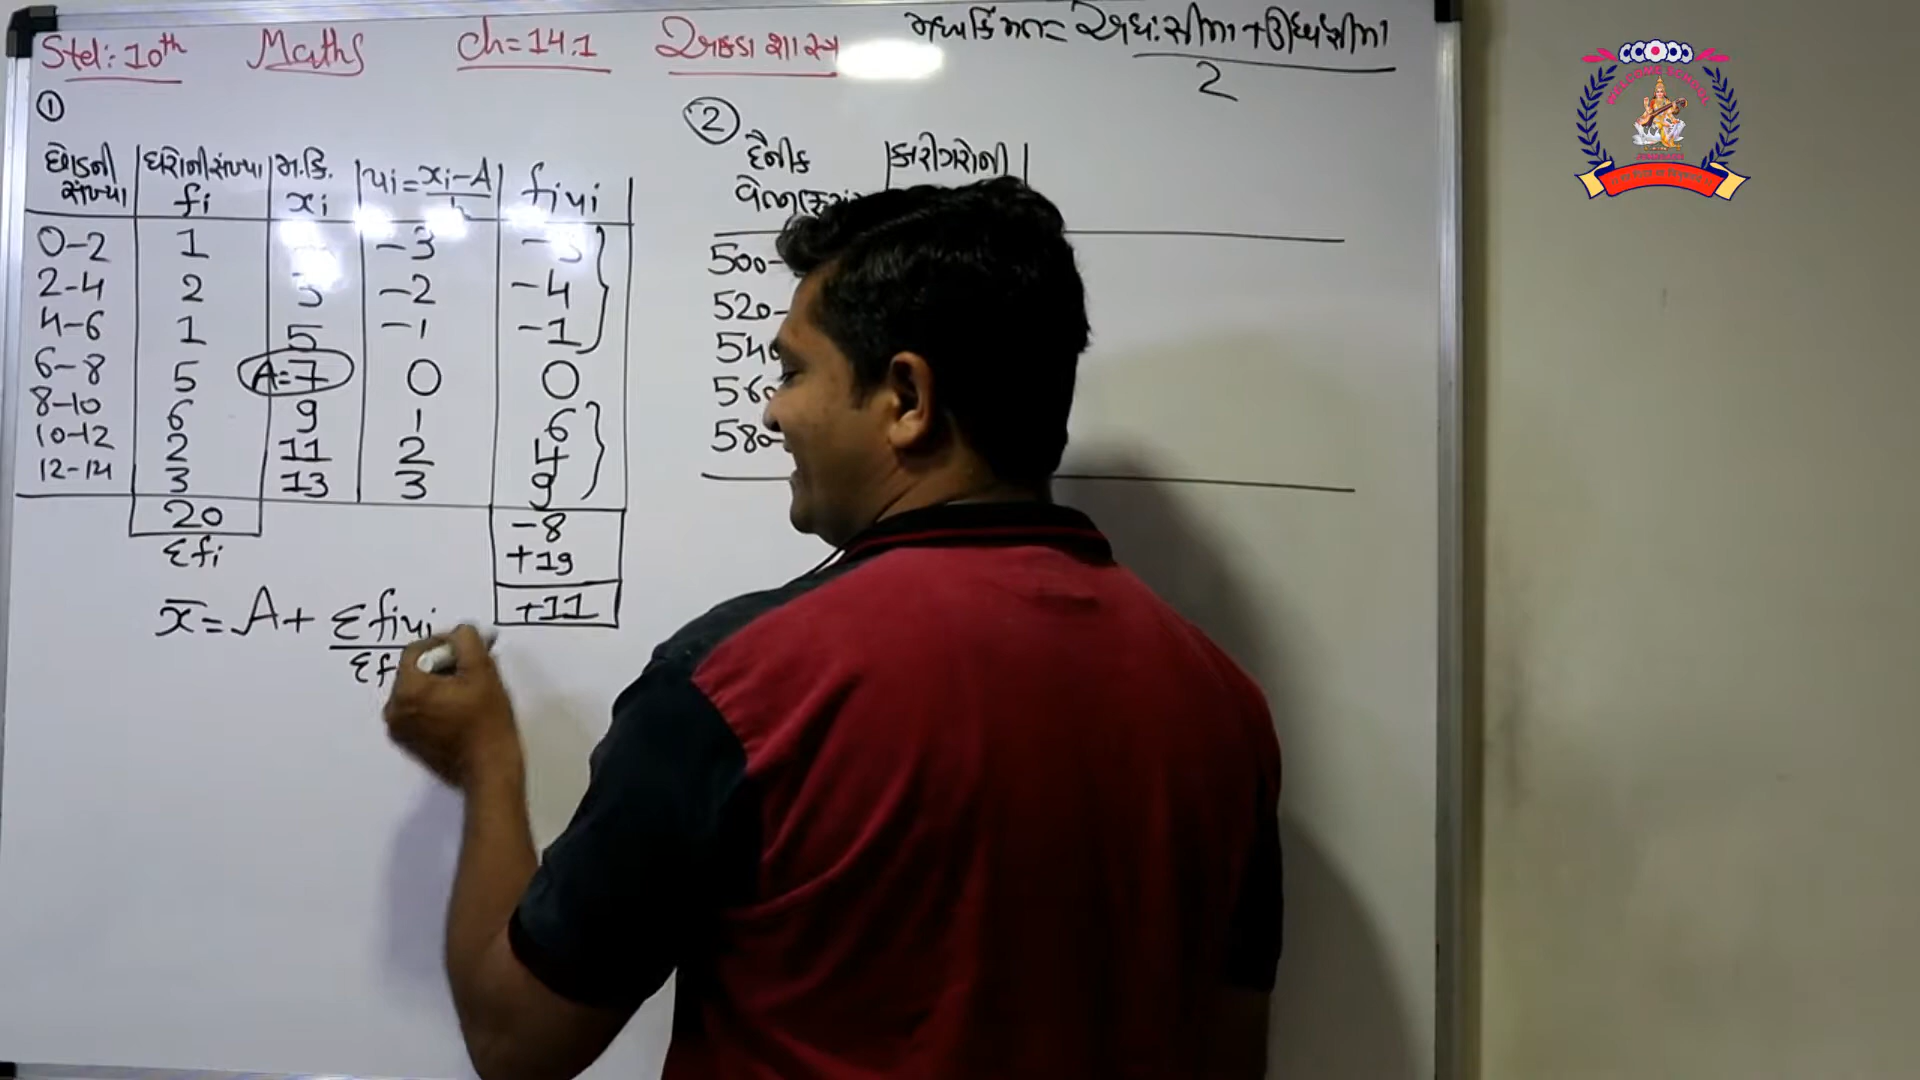 Std: 10th Maths ch=14.1 આંકડા શાસ્ત્ર
મધ્યકિંમત= અધઃસીમા+ઊર્ધ્વસીમા
2
①
છોડની સંખ્યા | ઘરોની સંખ્યા fi | મ.કિ. xi | ui = xi-A | fiui
0-2 1 -3
2-4 2 -2 -4
4-6 1 5 -1 -1
6-8 5 A=7 0 0
8-10 6 9 1 6
10-12 2 11 2 4
12-14 3 13 3 9
20 -8
Σfi +19
+11
x̄ = A+ Σfiui
②
દૈનીક કારીગરોની
500-
520-
540
560
580-
WELCOME SCHOOL